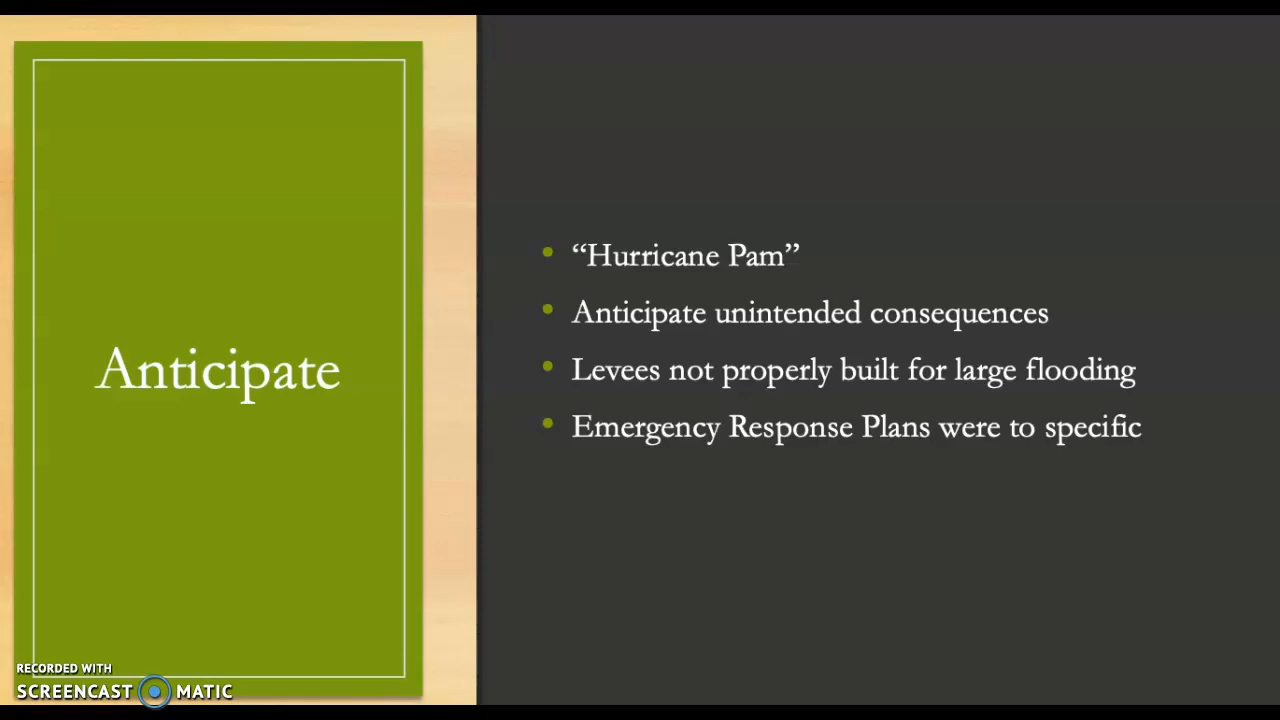 Anticipate
“Hurricane Pam”
Anticipate unintended consequences
Levees not properly built for large flooding
Emergency Response Plans were to specific
RECORDED WITH
SCREENCAST MATIC